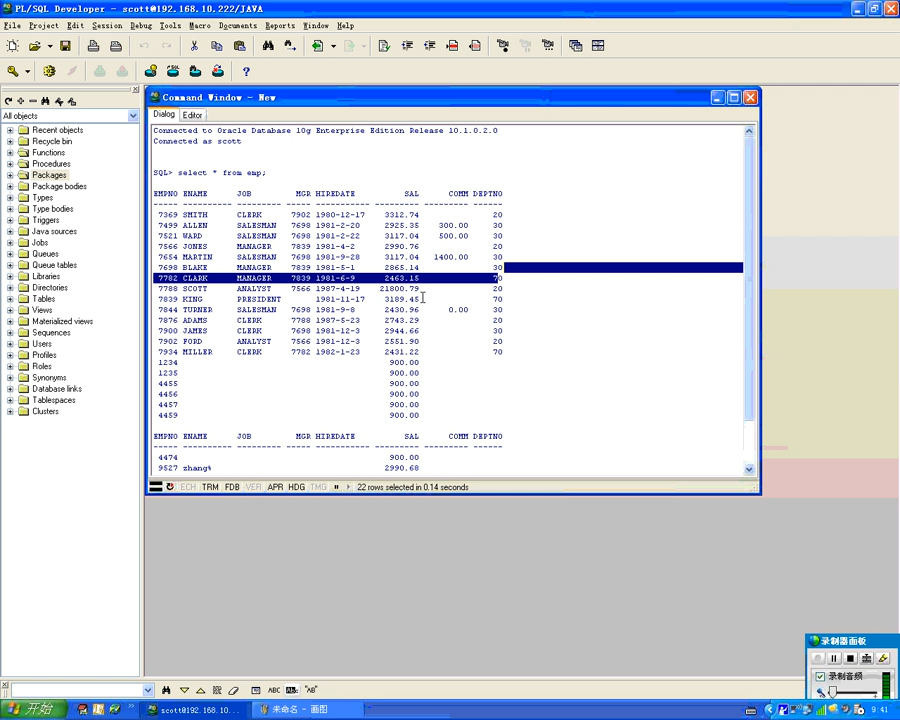 PL/SQL Developer - scott@192.168.10.222/JAVA
File Project Edit Session Debug Tools Macro Documents Reports Window Help
All objects
Recent objects
Recycle bin
Functions
Procedures
Packages
Package bodies
Types
Type bodies
Triggers
Java sources
Jobs
Queues
Queue tables
Libraries
Directories
Tables
Views
Materialized views
Sequences
Users
Profiles
Roles
Synonyms
Database links
Tablespaces
Clusters
Command Window - New
Dialog Editor
Connected to Oracle Database 10g Enterprise Edition Release 10.1.0.2.0
Connected as scott
SQL> select * from emp;
EMPNO ENAME JOB MGR HIREDATE SAL COMM DEPTNO
----- ---------- --------- ----- ----------- --------- --------- ------
7369 SMITH CLERK 7902 1980-12-17 3312.74 20
7499 ALLEN SALESMAN 7698 1981-2-20 2925.35 300.00 30
7521 WARD SALESMAN 7698 1981-2-22 3117.04 500.00 30
7566 JONES MANAGER 7839 1981-4-2 2990.76 20
7654 MARTIN SALESMAN 7698 1981-9-28 3117.04 1400.00 30
7698 BLAKE MANAGER 7839 1981-5-1 2865.14 30
7782 CLARK MANAGER 7839 1981-6-9 2463.15 70
7788 SCOTT ANALYST 7566 1987-4-19 21800.79 20
7839 KING PRESIDENT 1981-11-17 3189.45 70
7844 TURNER SALESMAN 7698 1981-9-8 2430.96 0.00 30
7876 ADAMS CLERK 7788 1987-5-23 2743.29 20
7900 JAMES CLERK 7698 1981-12-3 2944.66 30
7902 FORD ANALYST 7566 1981-12-3 2551.90 20
7934 MILLER CLERK 7782 1982-1-23 2431.22 70
1234 900.00
1235 900.00
4455 900.00
4456 900.00
4457 900.00
4459 900.00
EMPNO ENAME JOB MGR HIREDATE SAL COMM DEPTNO
----- ---------- --------- ----- ----------- --------- --------- ------
4474 900.00
9527 zhang% 2990.68
ECH TRM FDB VER APR HDG TMG 22 rows selected in 0.14 seconds
录制器面板
录制音频
ABC Abc "AB"
开始 scott@192.168.10... 未命名 - 画图 9:41